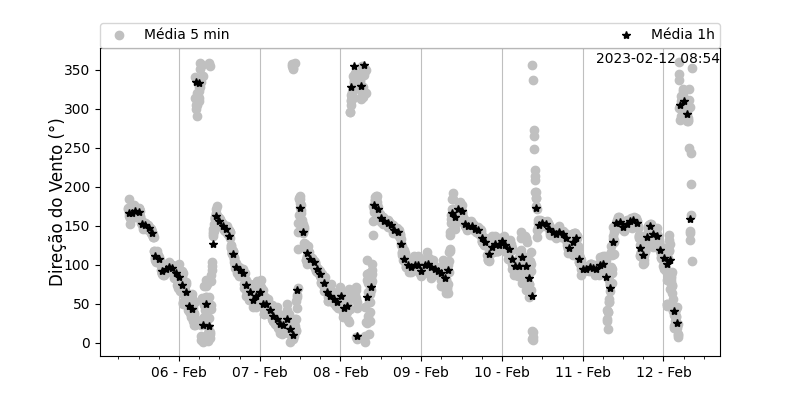 Média 5 min
Média 1h
2023-02-12 08:54
Direção do Vento (°)
350
300
250
200
150
100
50
0
06 - Feb
07 - Feb
08 - Feb
09 - Feb
10 - Feb
11 - Feb
12 - Feb